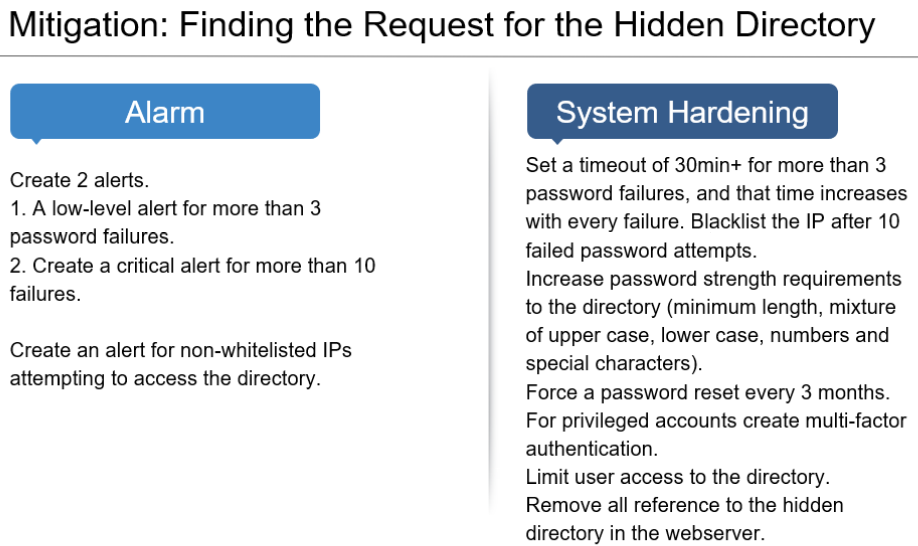 Mitigation: Finding the Request for the Hidden Directory
Alarm
Create 2 alerts.
1. A low-level alert for more than 3
password failures.
2. Create a critical alert for more than 10
failures.
Create an alert for non-whitelisted IPs
attempting to access the directory.
System Hardening
Set a timeout of 30min+ for more than 3
password failures, and that time increases
with every failure. Blacklist the IP after 10
failed password attempts.
Increase password strength requirements
to the directory (minimum length, mixture
of upper case, lower case, numbers and
special characters).
Force a password reset every 3 months.
For privileged accounts create multi-factor
authentication.
Limit user access to the directory.
Remove all reference to the hidden
directory in the webserver.